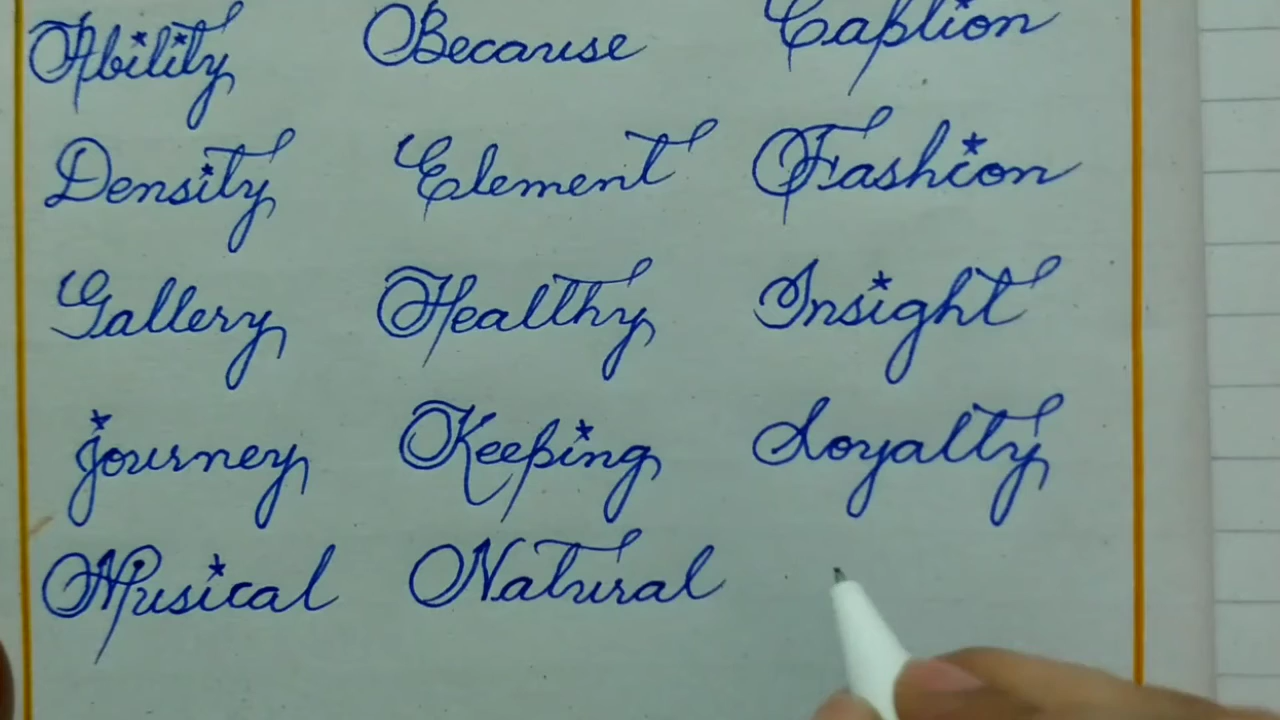 Ability Because Caption
Density Element Fashion
Gallery Healthy Insight
journey Keeping Loyalty
Musical Natural